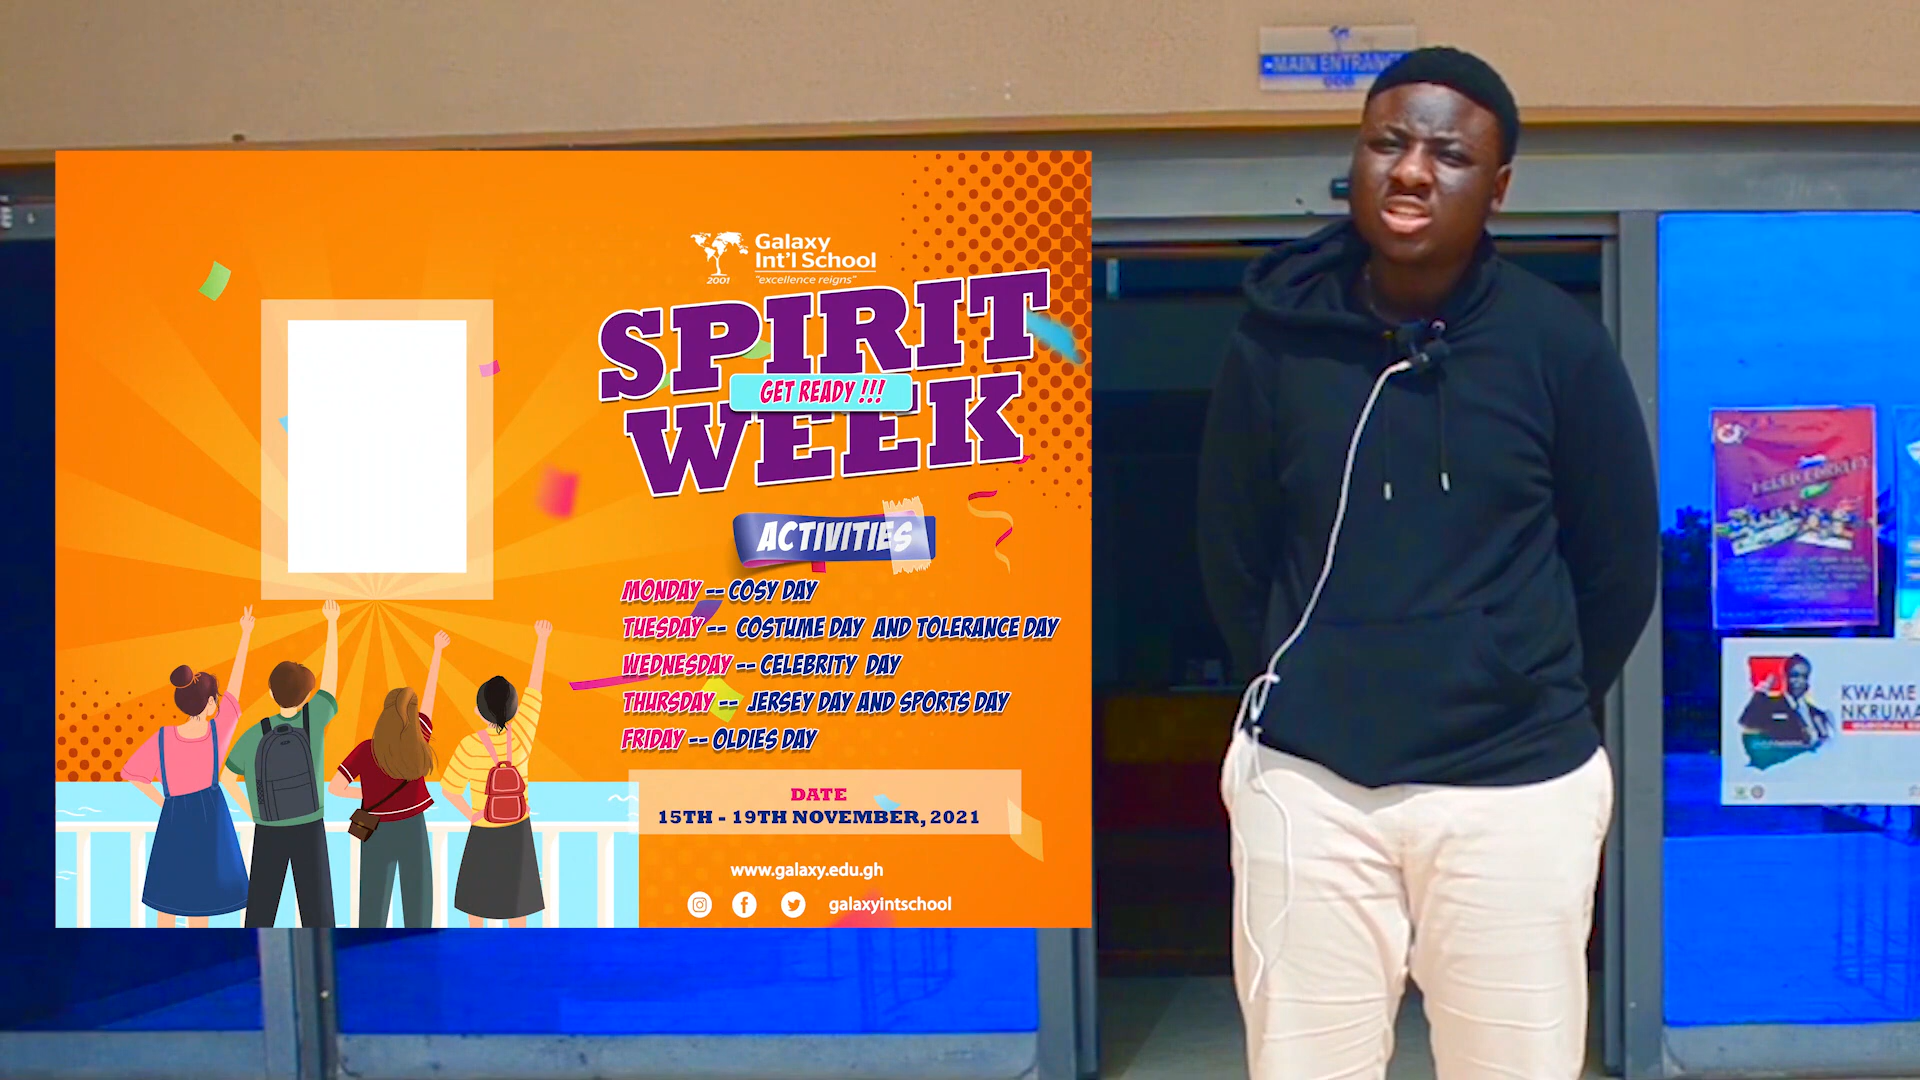 MAIN ENTRANCE
Galaxy
Int'l School
2001
"excellence reigns"
SPIRIT
GET READY !!!
WEEK
ACTIVITIES
MONDAY -- COSY DAY
TUESDAY -- COSTUME DAY AND TOLERANCE DAY
WEDNESDAY -- CELEBRITY DAY
THURSDAY -- JERSEY DAY AND SPORTS DAY
FRIDAY -- OLDIES DAY
DATE
15TH - 19TH NOVEMBER, 2021
www.galaxy.edu.gh
galaxyintschool
KWAME
NKRUMA